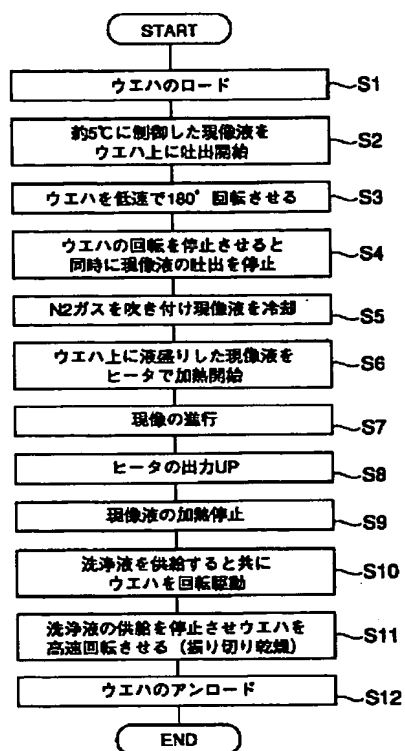 START
ウエハのロード
S1
約5℃に制御した現像液を
ウエハ上に吐出開始
S2
ウエハを低速で180°回転させる
S3
ウエハの回転を停止させると
同時に現像液の吐出を停止
S4
N2ガスを吹き付け現像液を冷却
S5
ウエハ上に液盛りした現像液を
ヒータで加熱開始
S6
現像の進行
S7
ヒータの出力UP
S8
現像液の加熱停止
S9
洗浄液を供給すると共に
ウエハを回転駆動
S10
洗浄液の供給を停止させウエハを
高速回転させる（振り切り乾燥）
S11
ウエハのアンロード
S12
END